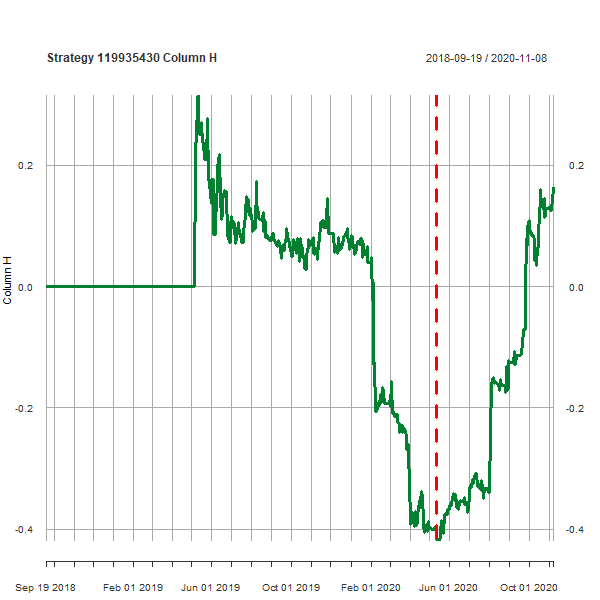 Strategy 119935430 Column H
2018-09-19 / 2020-11-08
0.2
0.2
0.0
0.0
-0.2
-0.2
-0.4
-0.4
Column H
Sep 19 2018
Feb 01 2019
Jun 01 2019
Oct 01 2019
Feb 01 2020
Jun 01 2020
Oct 01 2020